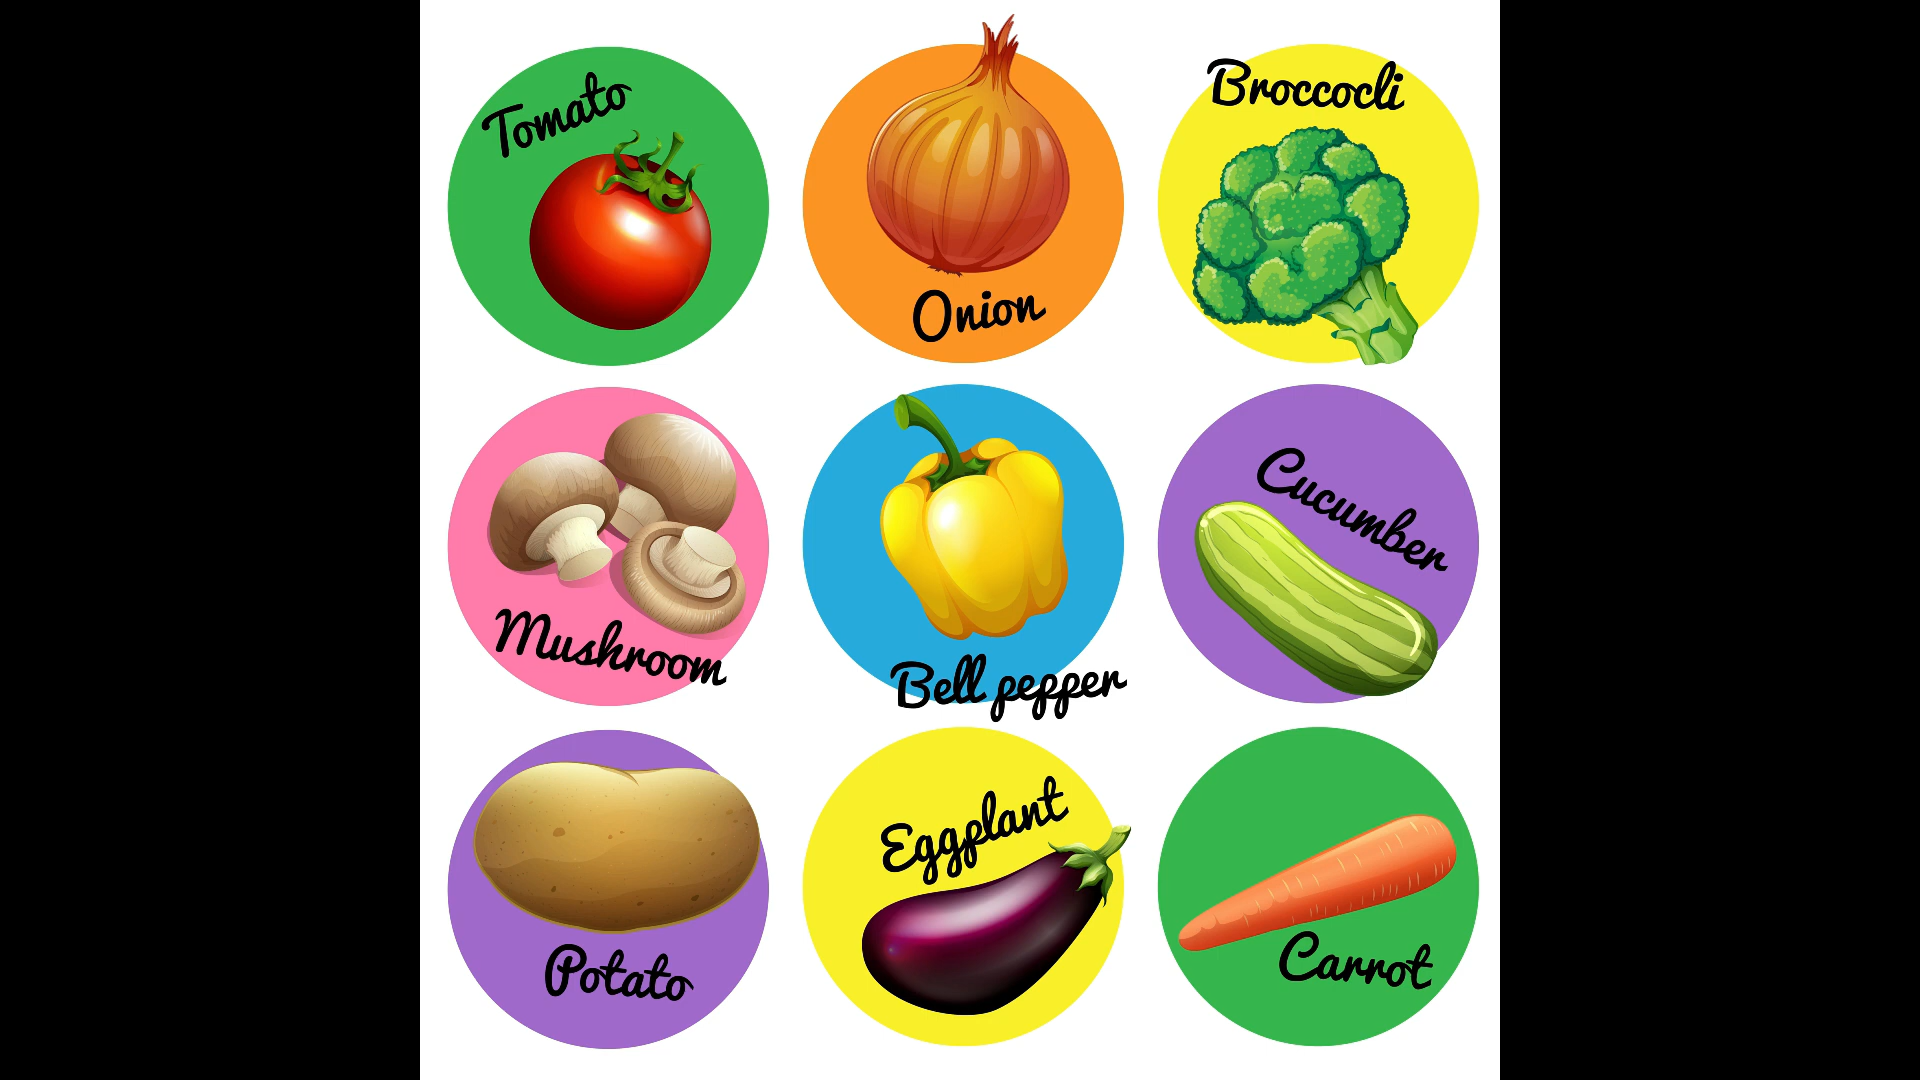 Tomato
Onion
Broccocli
Mushroom
Bell pepper
Cucumber
Potato
Eggplant
Carrot